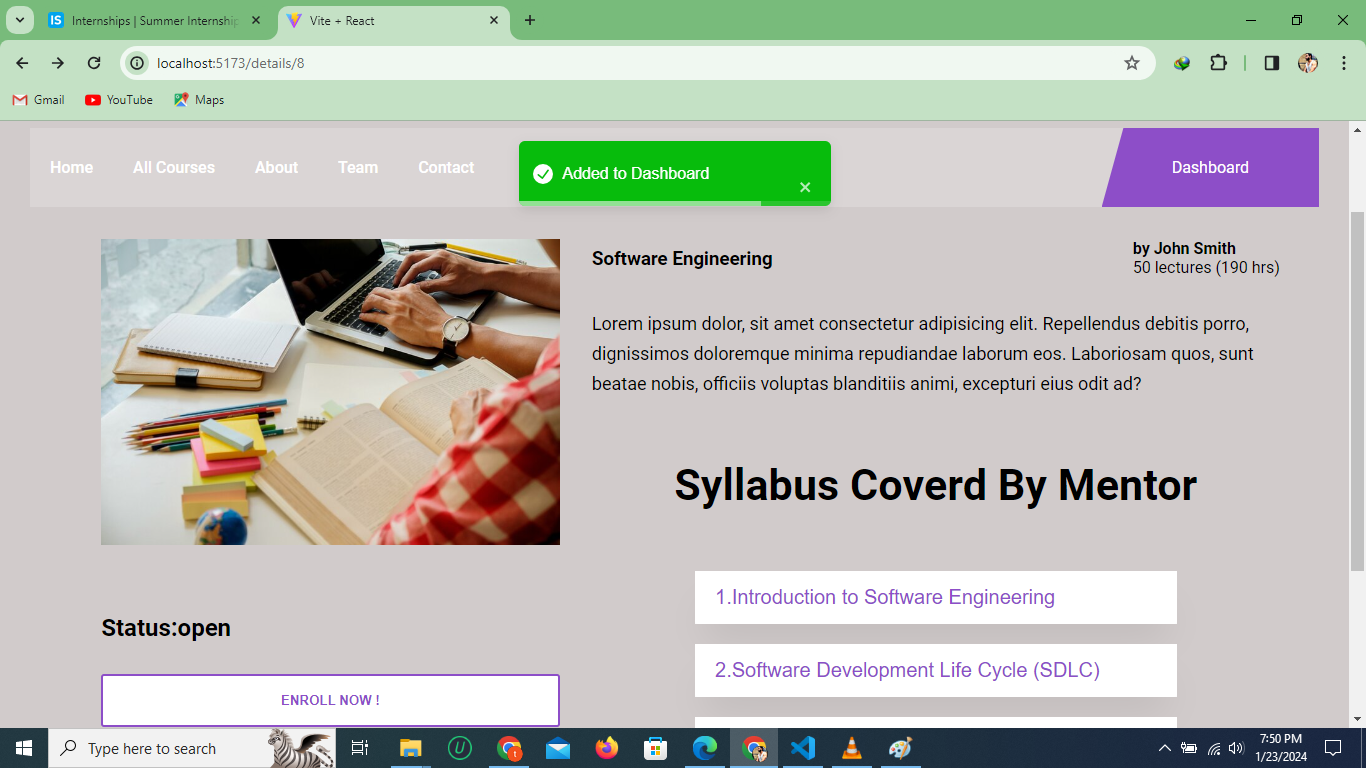 Internships | Summer Internship
Vite + React
localhost:5173/details/8
Gmail
YouTube
Maps
Home
All Courses
About
Team
Contact
Added to Dashboard
Dashboard
Software Engineering
by John Smith
50 lectures (190 hrs)
Lorem ipsum dolor, sit amet consectetur adipisicing elit. Repellendus debitis porro,
dignissimos doloremque minima repudiandae laborum eos. Laboriosam quos, sunt
beatae nobis, officiis voluptas blanditiis animi, excepturi eius odit ad?
Syllabus Coverd By Mentor
1.Introduction to Software Engineering
2.Software Development Life Cycle (SDLC)
Status:open
ENROLL NOW !
Type here to search
7:50 PM
1/23/2024